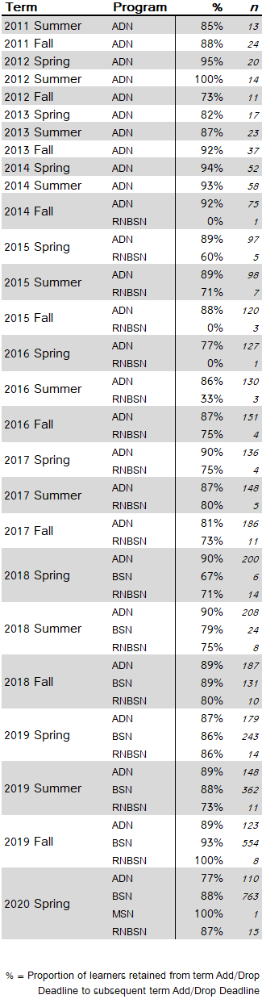 Term Program % n
2011 Summer ADN 85% 13
2011 Fall ADN 88% 24
2012 Spring ADN 95% 20
2012 Summer ADN 100% 14
2012 Fall ADN 73% 11
2013 Spring ADN 82% 17
2013 Summer ADN 87% 23
2013 Fall ADN 92% 37
2014 Spring ADN 94% 52
2014 Summer ADN 93% 58
2014 Fall ADN 92% 75
RNBSN 0% 1
2015 Spring ADN 89% 97
RNBSN 60% 5
2015 Summer ADN 89% 98
RNBSN 71% 7
2015 Fall ADN 88% 120
RNBSN 0% 3
2016 Spring ADN 77% 127
RNBSN 0% 1
2016 Summer ADN 86% 130
RNBSN 33% 3
2016 Fall ADN 87% 151
RNBSN 75% 4
2017 Spring ADN 90% 136
RNBSN 75% 4
2017 Summer ADN 87% 148
RNBSN 80% 5
2017 Fall ADN 81% 186
RNBSN 73% 11
ADN 90% 200
2018 Spring BSN 67% 6
RNBSN 71% 14
ADN 90% 208
2018 Summer BSN 79% 24
RNBSN 75% 8
ADN 89% 187
2018 Fall BSN 89% 131
RNBSN 80% 10
ADN 87% 179
2019 Spring BSN 86% 243
RNBSN 86% 14
ADN 89% 148
2019 Summer BSN 88% 362
RNBSN 73% 11
ADN 89% 123
2019 Fall BSN 93% 554
RNBSN 100% 8
ADN 77% 110
2020 Spring BSN 88% 763
MSN 100% 1
RNBSN 87% 15
% = Proportion of learners retained from term Add/Drop
Deadline to subsequent term Add/Drop Deadline